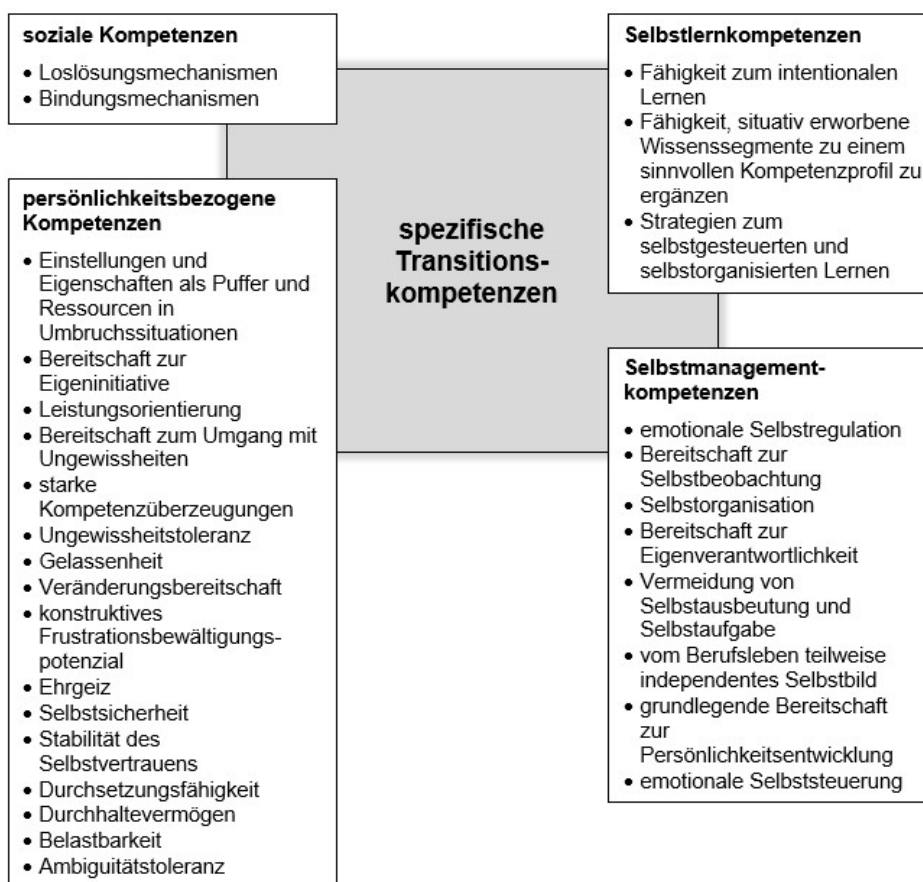 soziale Kompetenzen
• Loslösungsmechanismen
• Bindungsmechanismen
persönlichkeitsbezogene
Kompetenzen
• Einstellungen und
Eigenschaften als Puffer und
Ressourcen in
Umbruchssituationen
• Bereitschaft zur
Eigeninitiative
• Leistungsorientierung
• Bereitschaft zum Umgang mit
Ungewissheiten
• starke
Kompetenzüberzeugungen
• Ungewissheitstoleranz
• Gelassenheit
• Veränderungsbereitschaft
• konstruktives
Frustrationsbewältigungs-
potenzial
• Ehrgeiz
• Selbstsicherheit
• Stabilität des
Selbstvertrauens
• Durchsetzungsfähigkeit
• Durchhaltevermögen
• Belastbarkeit
• Ambiguitätstoleranz
spezifische
Transitions-
kompetenzen
Selbstlernkompetenzen
• Fähigkeit zum intentionalen
Lernen
• Fähigkeit, situativ erworbene
Wissenssegmente zu einem
sinnvollen Kompetenzprofil zu
ergänzen
• Strategien zum
selbstgesteuerten und
selbstorganisierten Lernen
Selbstmanagement-
kompetenzen
• emotionale Selbstregulation
• Bereitschaft zur
Selbstbeobachtung
• Selbstorganisation
• Bereitschaft zur
Eigenverantwortlichkeit
• Vermeidung von
Selbstausbeutung und
Selbstaufgabe
• vom Berufsleben teilweise
independentes Selbstbild
• grundlegende Bereitschaft
zur
Persönlichkeitsentwicklung
• emotionale Selbststeuerung